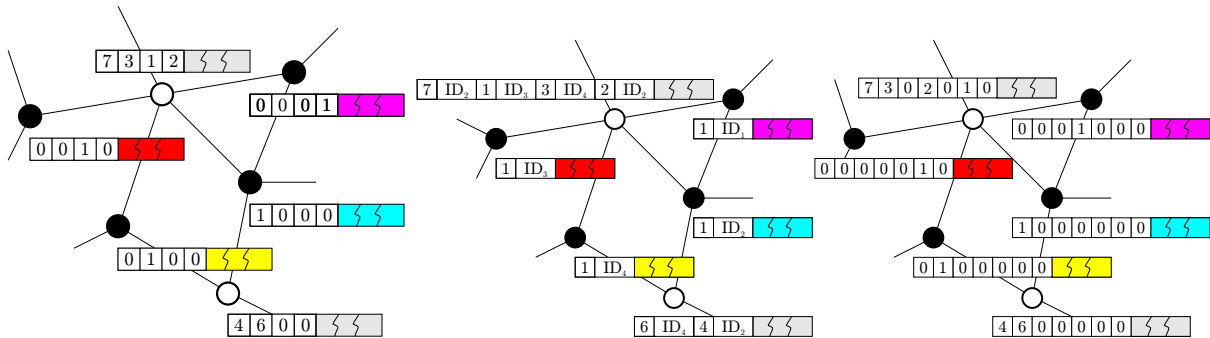 7 3 1 2
0 0 0 1
0 0 1 0
1 0 0 0
0 1 0 0
4 6 0 0
7 ID₂ 1 ID₃ 3 ID₄ 2 ID₂
1 ID₁
1 ID₃
1 ID₂
1 ID₄
6 ID₄ 4 ID₂
7 3 0 2 0 1 0
0 0 0 1 0 0 0
0 0 0 0 0 1 0
1 0 0 0 0 0 0
0 1 0 0 0 0 0
4 6 0 0 0 0 0